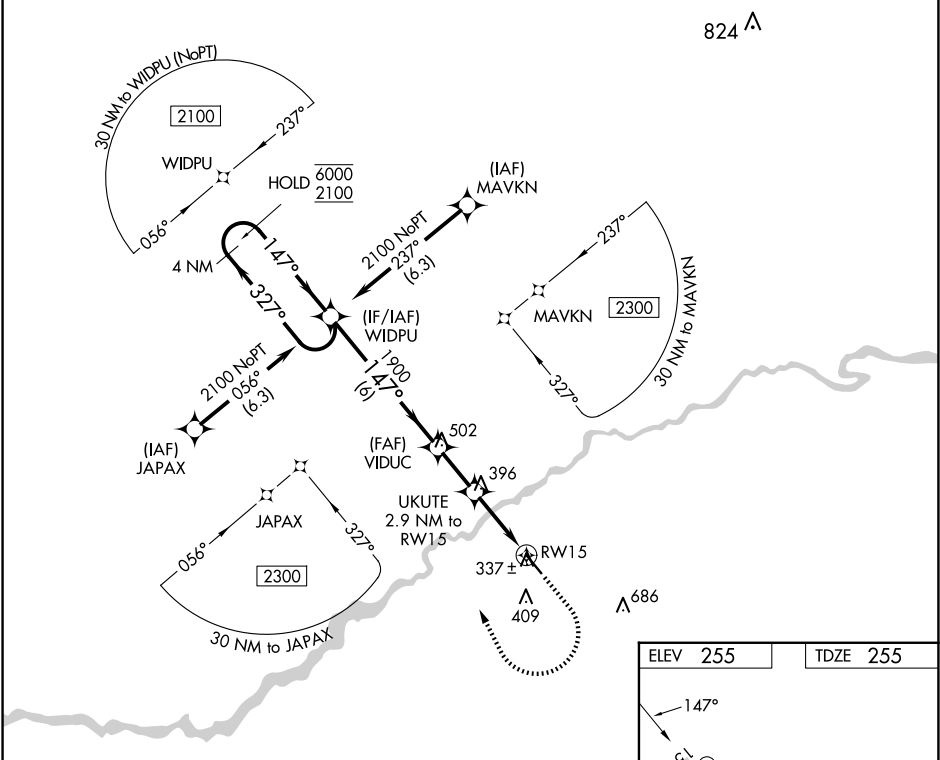 824
30 NM to WIDPU (NoPT)
2100
237°
WIDPU
056°
HOLD 6000
2100
(IAF)
MAVKN
4 NM
147°
327°
2100 NoPT
237°
(6.3)
(IF/IAF)
WIDPU
237°
MAVKN
2300
327°
30 NM to MAVKN
2100 NoPT
056°
(6.3)
1900
147°
(6)
(IAF)
JAPAX
(FAF)
VIDUC
502
396
UKUTE
2.9 NM to
RW15
JAPAX
056°
327°
2300
30 NM to JAPAX
RW15
337±
409
686
ELEV 255
TDZE 255
147°